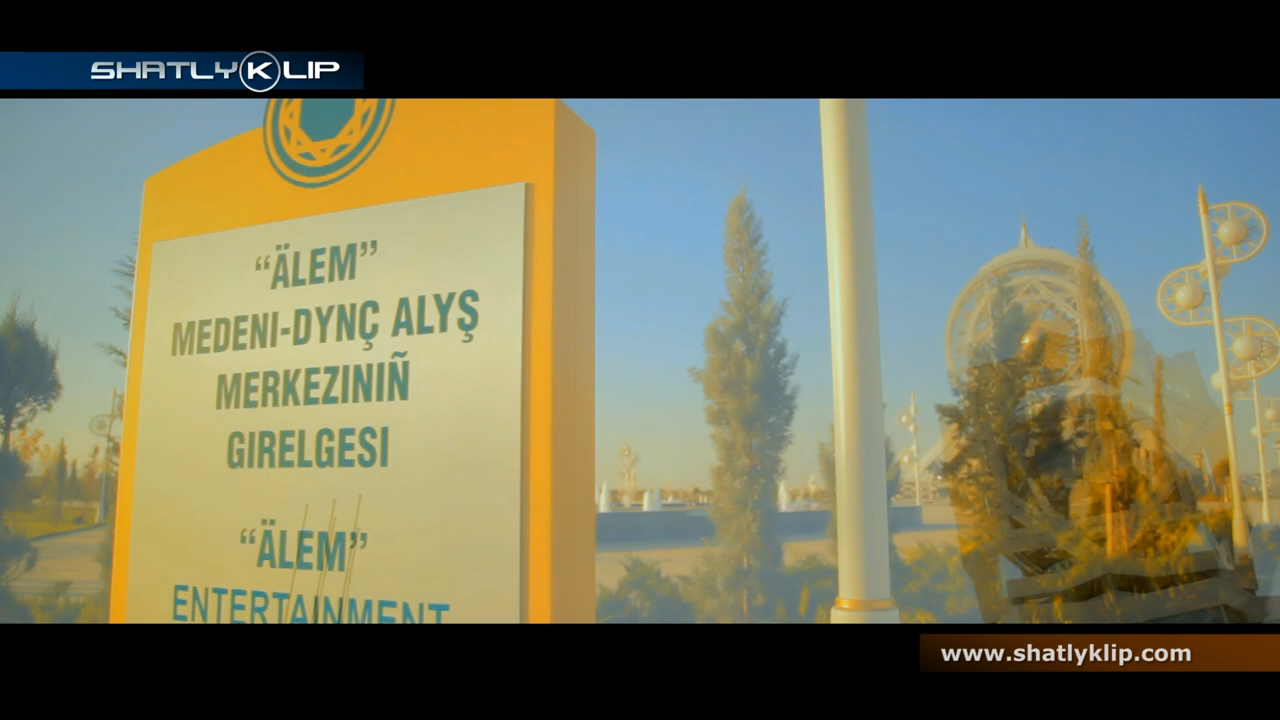 SHATLYKLIP
“ÄLEM”
MEDENI-DYNÇ ALYŞ
MERKEZINIÑ
GIRELGESI
“ÄLEM”
ENTERTAINMENT
www.shatlyklip.com